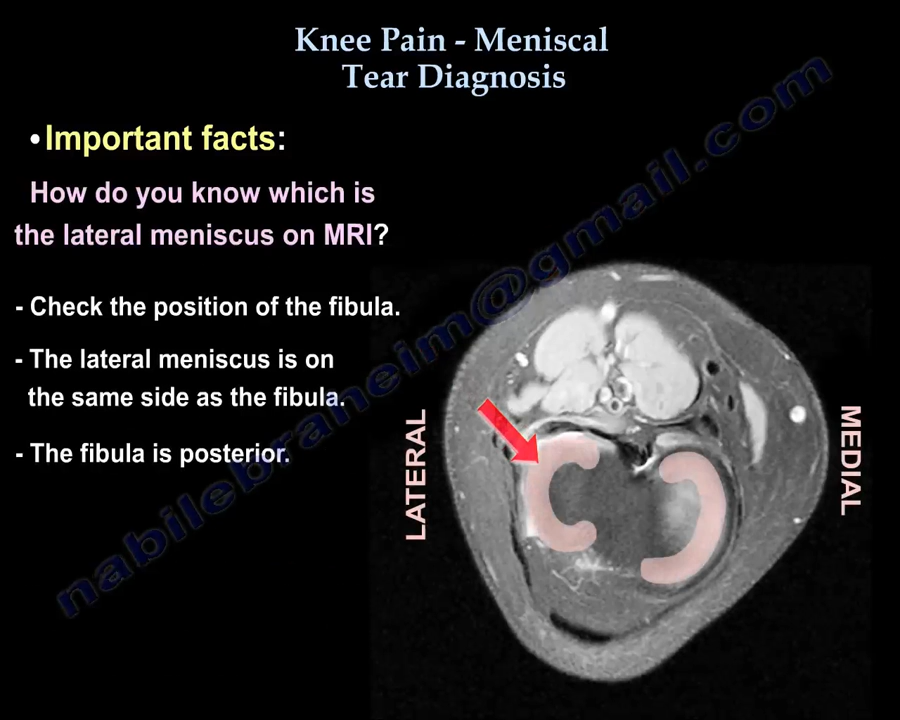 Knee Pain - Meniscal
Tear Diagnosis
•Important facts:
How do you know which is
the lateral meniscus on MRI?
- Check the position of the fibula.
- The lateral meniscus is on
the same side as the fibula.
- The fibula is posterior.
LATERAL
MEDIAL
nabilebraheim@gmail.com